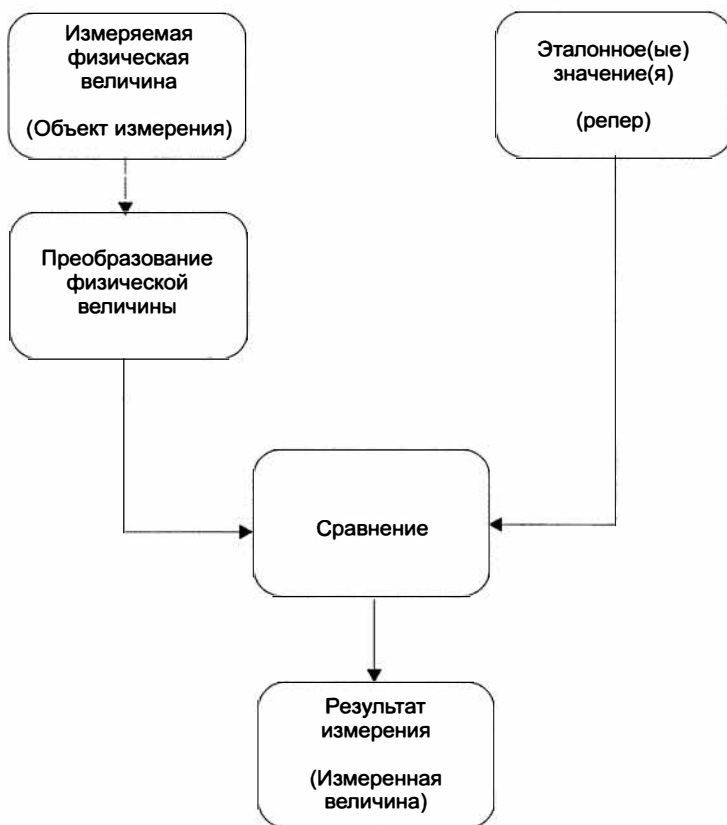 Измеряемая
физическая
величина
(Объект измерения)
Эталонное(ые)
значение(я)
(репер)
Преобразование
физической
величины
Сравнение
Результат
измерения
(Измеренная
величина)